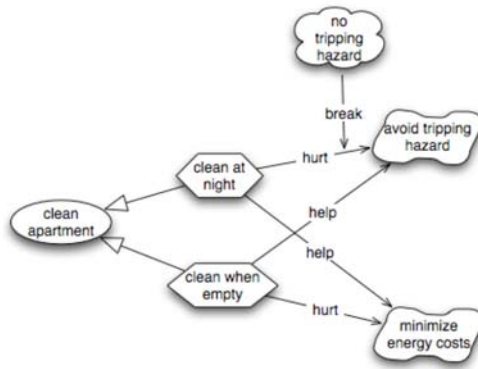 no
tripping
hazard
break
avoid tripping
hazard
hurt
clean at
night
help
clean
apartment
help
clean when
empty
hurt
minimize
energy costs